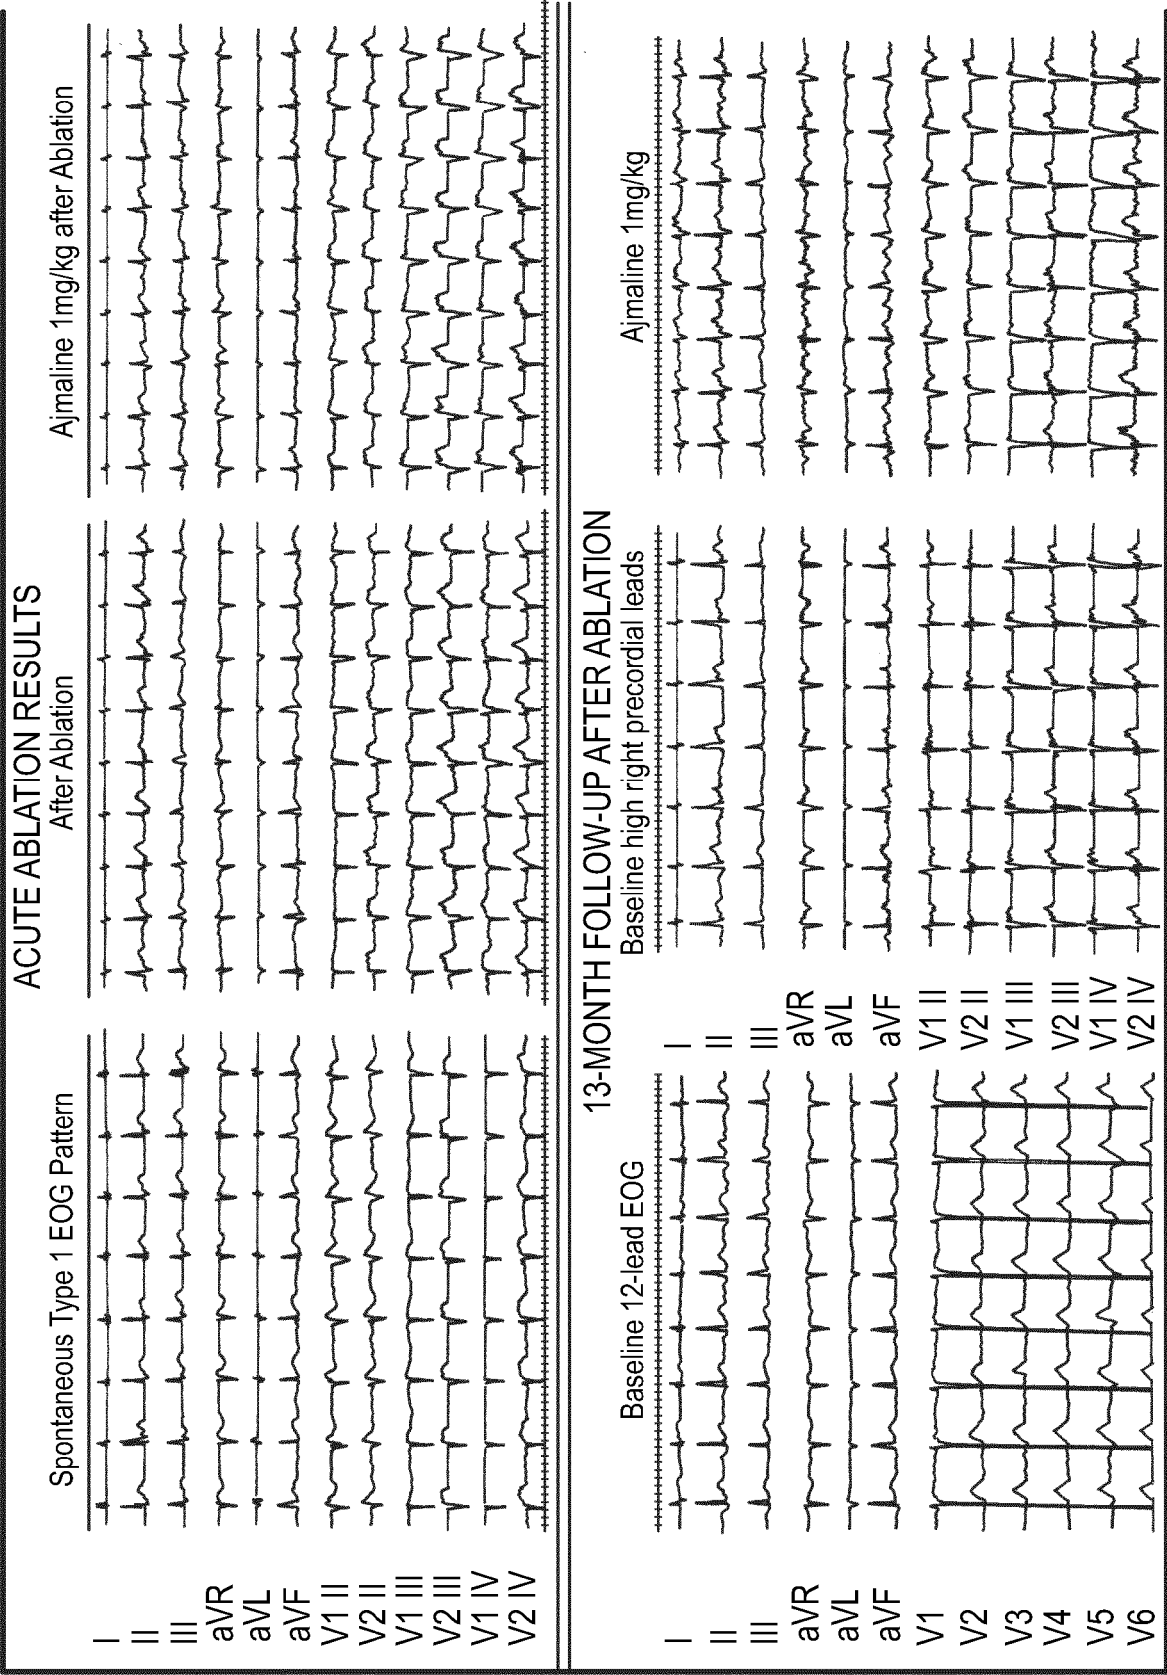 ACUTE ABLATION RESULTS
Spontaneous Type 1 EOG Pattern
After Ablation
Ajmaline 1mg/kg after Ablation
I
II
III
aVR
aVL
aVF
V1 II
V2 II
V1 III
V2 III
V1 IV
V2 IV
13-MONTH FOLLOW-UP AFTER ABLATION
Baseline 12-lead EOG
Baseline high right precordial leads
Ajmaline 1mg/kg
I
II
III
aVR
aVL
aVF
V1
V2
V3
V4
V5
V6
I
II
III
aVR
aVL
aVF
V1 II
V2 II
V1 III
V2 III
V1 IV
V2 IV